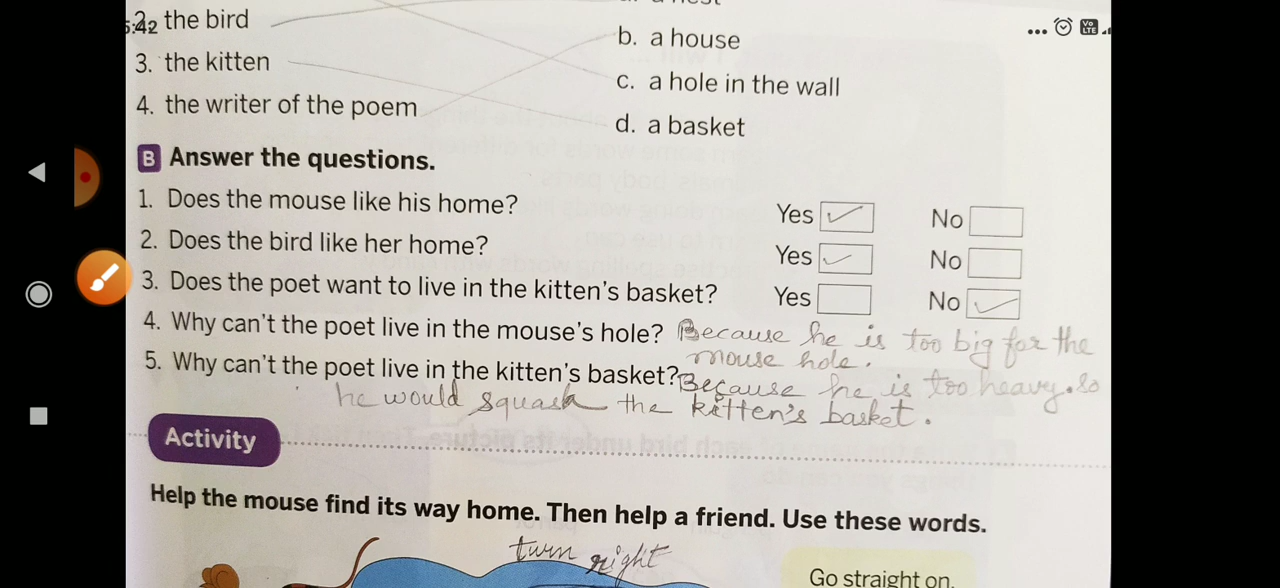 5:42
2. the bird
b. a house
3. the kitten
c. a hole in the wall
4. the writer of the poem
d. a basket
B Answer the questions.
1. Does the mouse like his home? Yes No
2. Does the bird like her home? Yes No
3. Does the poet want to live in the kitten's basket? Yes No
4. Why can't the poet live in the mouse's hole? Because he is too big for the
mouse hole.
5. Why can't the poet live in the kitten's basket? Because he is too heavy. so
he would squash the kitten's basket.
Activity
Help the mouse find its way home. Then help a friend. Use these words.
turn right
Go straight on.